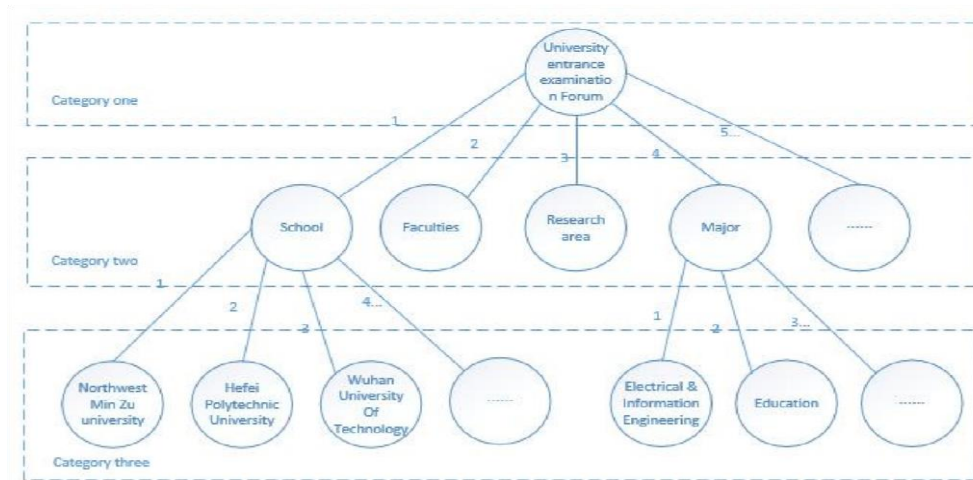 University
entrance
examinatio
n Forum
Category one
1
2
3
4
5...
School
Faculties
Research
area
Major
......
Category two
1
2
3
4...
1
2
3...
Northwest
Min Zu
university
Hefei
Polytechnic
University
Wuhan
University
Of
Technology
......
Electrical &
Information
Engineering
Education
......
Category three